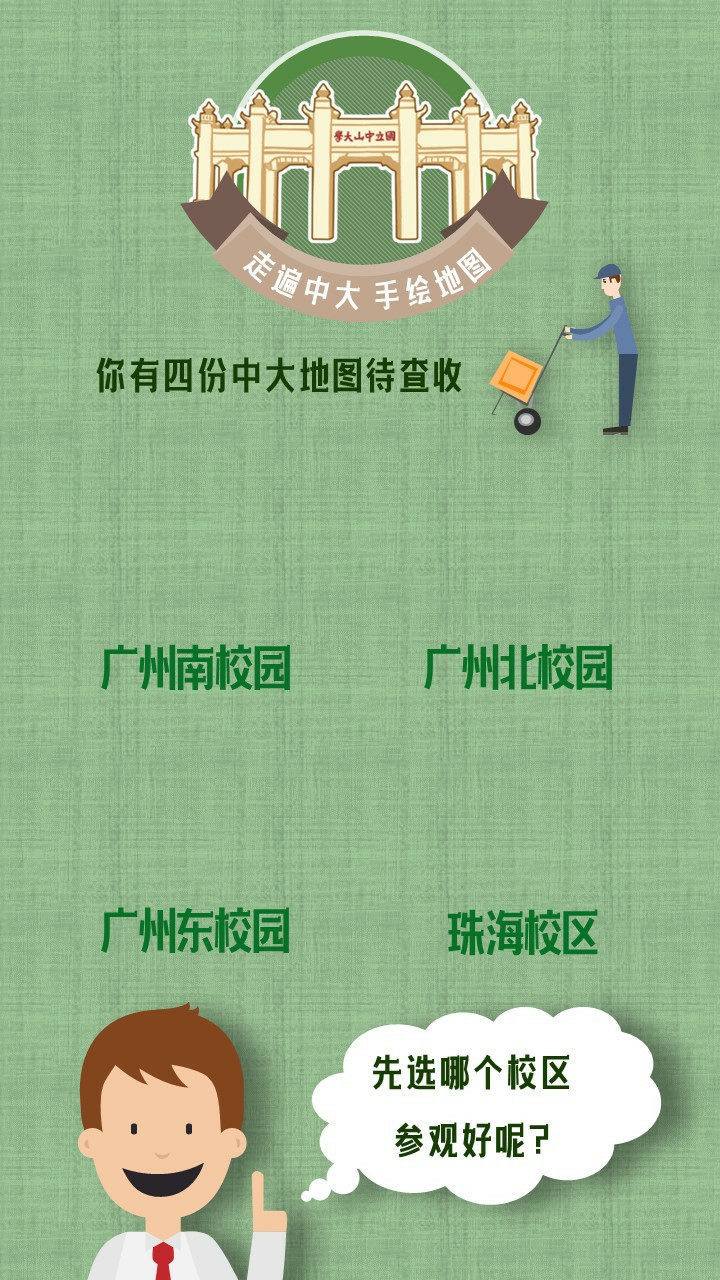 學大山中立國
走遍中大 手绘地图
你有四份中大地图待查收
广州南校园
广州北校园
广州东校园
珠海校区
先选哪个校区
参观好呢?